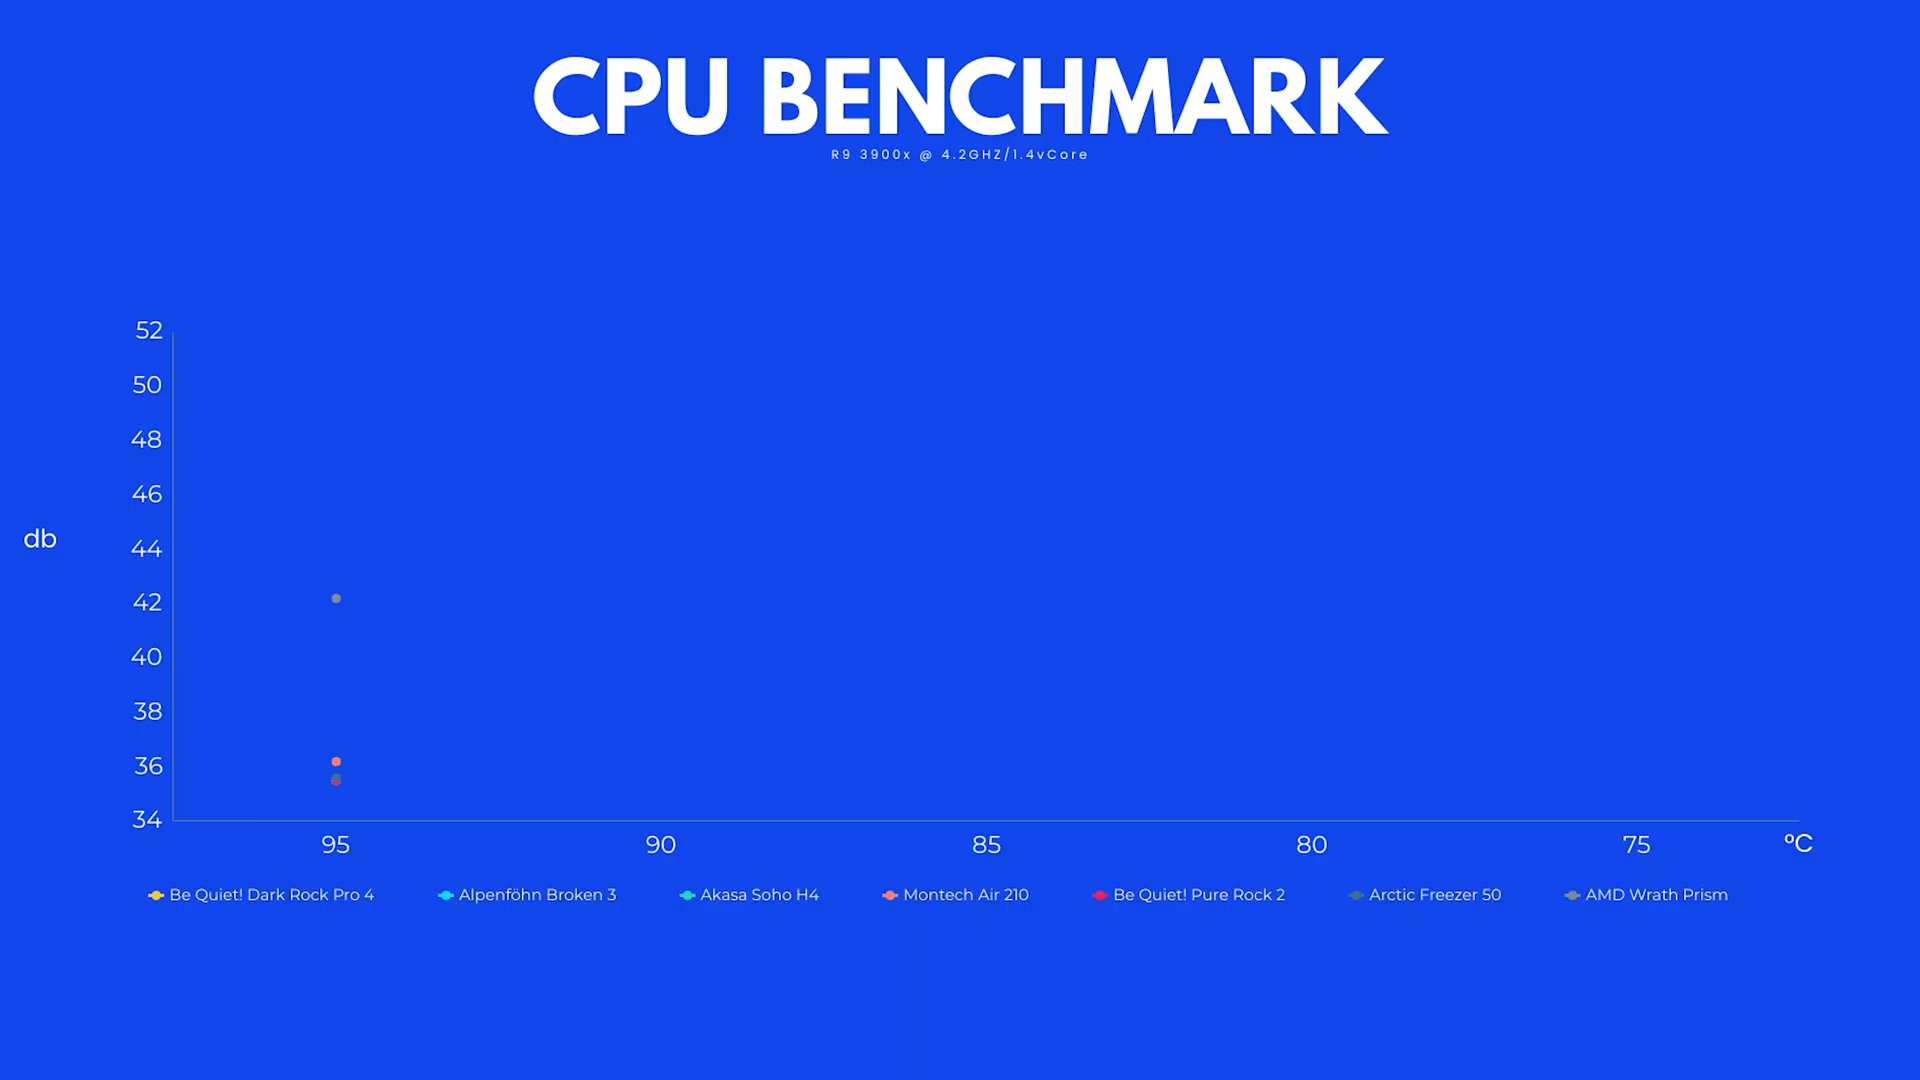 CPU BENCHMARK
R9 3900x @ 4.2GHZ/1.4vCore
52
50
48
46
db
44
42
40
38
36
34
95 90 85 80 75 ºC
Be Quiet! Dark Rock Pro 4 Alpenföhn Broken 3 Akasa Soho H4 Montech Air 210 Be Quiet! Pure Rock 2 Arctic Freezer 50 AMD Wrath Prism